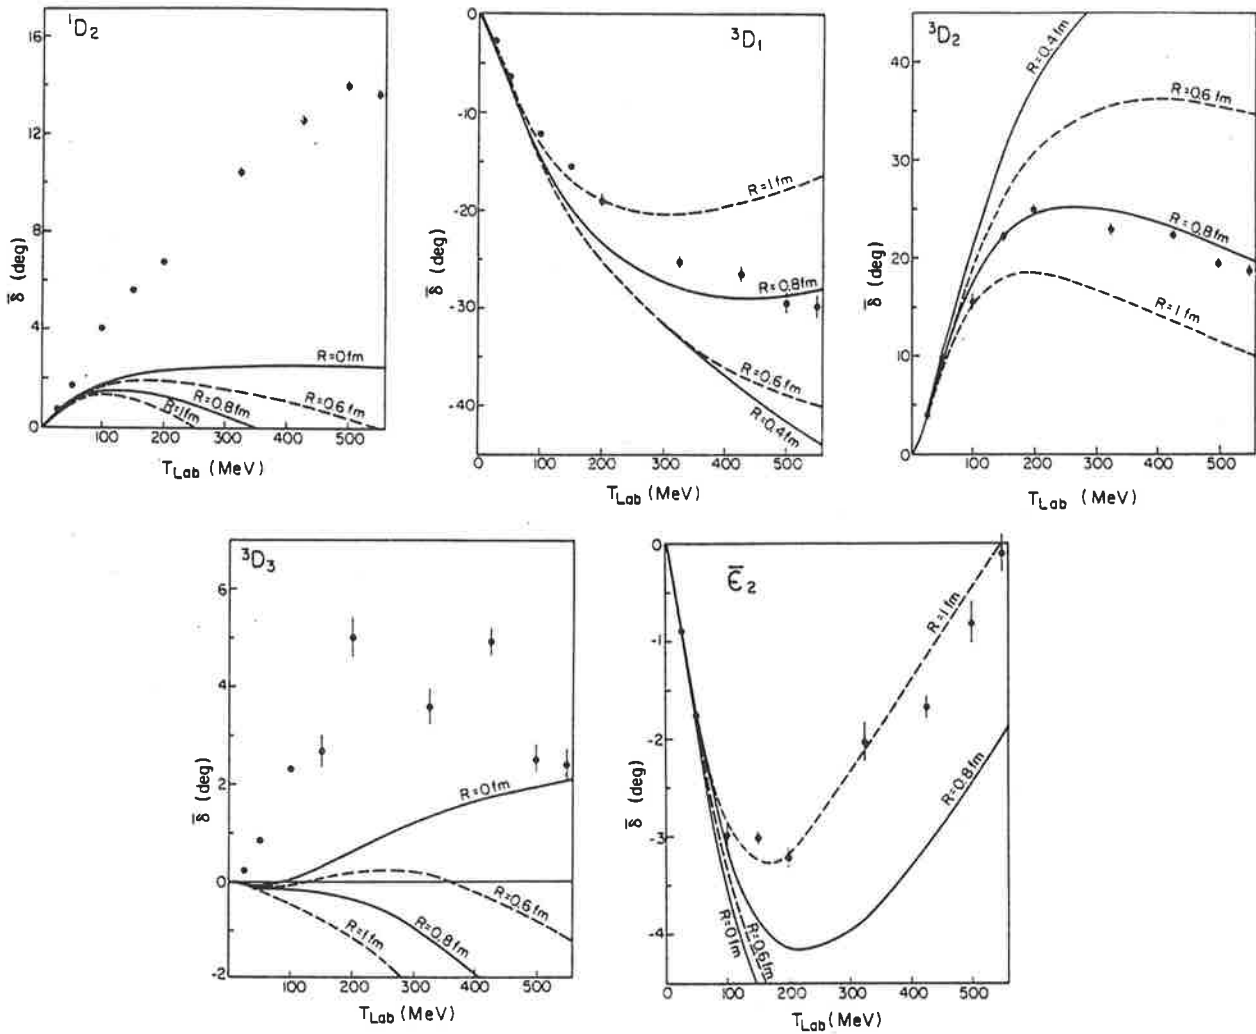 ¹D₂
δ̄ (deg)
16
12
8
4
0
R=0fm
R=0.6fm
R=0.8fm
R=1fm
100 200 300 400 500
T_Lab (MeV)
³D₁
δ̄ (deg)
0
-10
-20
-30
-40
R=1fm
R=0.8fm
R=0.6fm
R=0.4fm
0 100 200 300 400 500
T_Lab (MeV)
³D₂
δ̄ (deg)
40
30
20
10
0
R=0.4fm
R=0.6fm
R=0.8fm
R=1fm
100 200 300 400 500
T_Lab (MeV)
³D₃
δ̄ (deg)
6
4
2
0
-2
R=0fm
R=0.6fm
R=0.8fm
R=1fm
100 200 300 400 500
T_Lab (MeV)
ε̄₂
δ̄ (deg)
0
-1
-2
-3
-4
R=1fm
R=0.8fm
R=0.6fm
R=0fm
0 100 200 300 400 500
T_Lab (MeV)